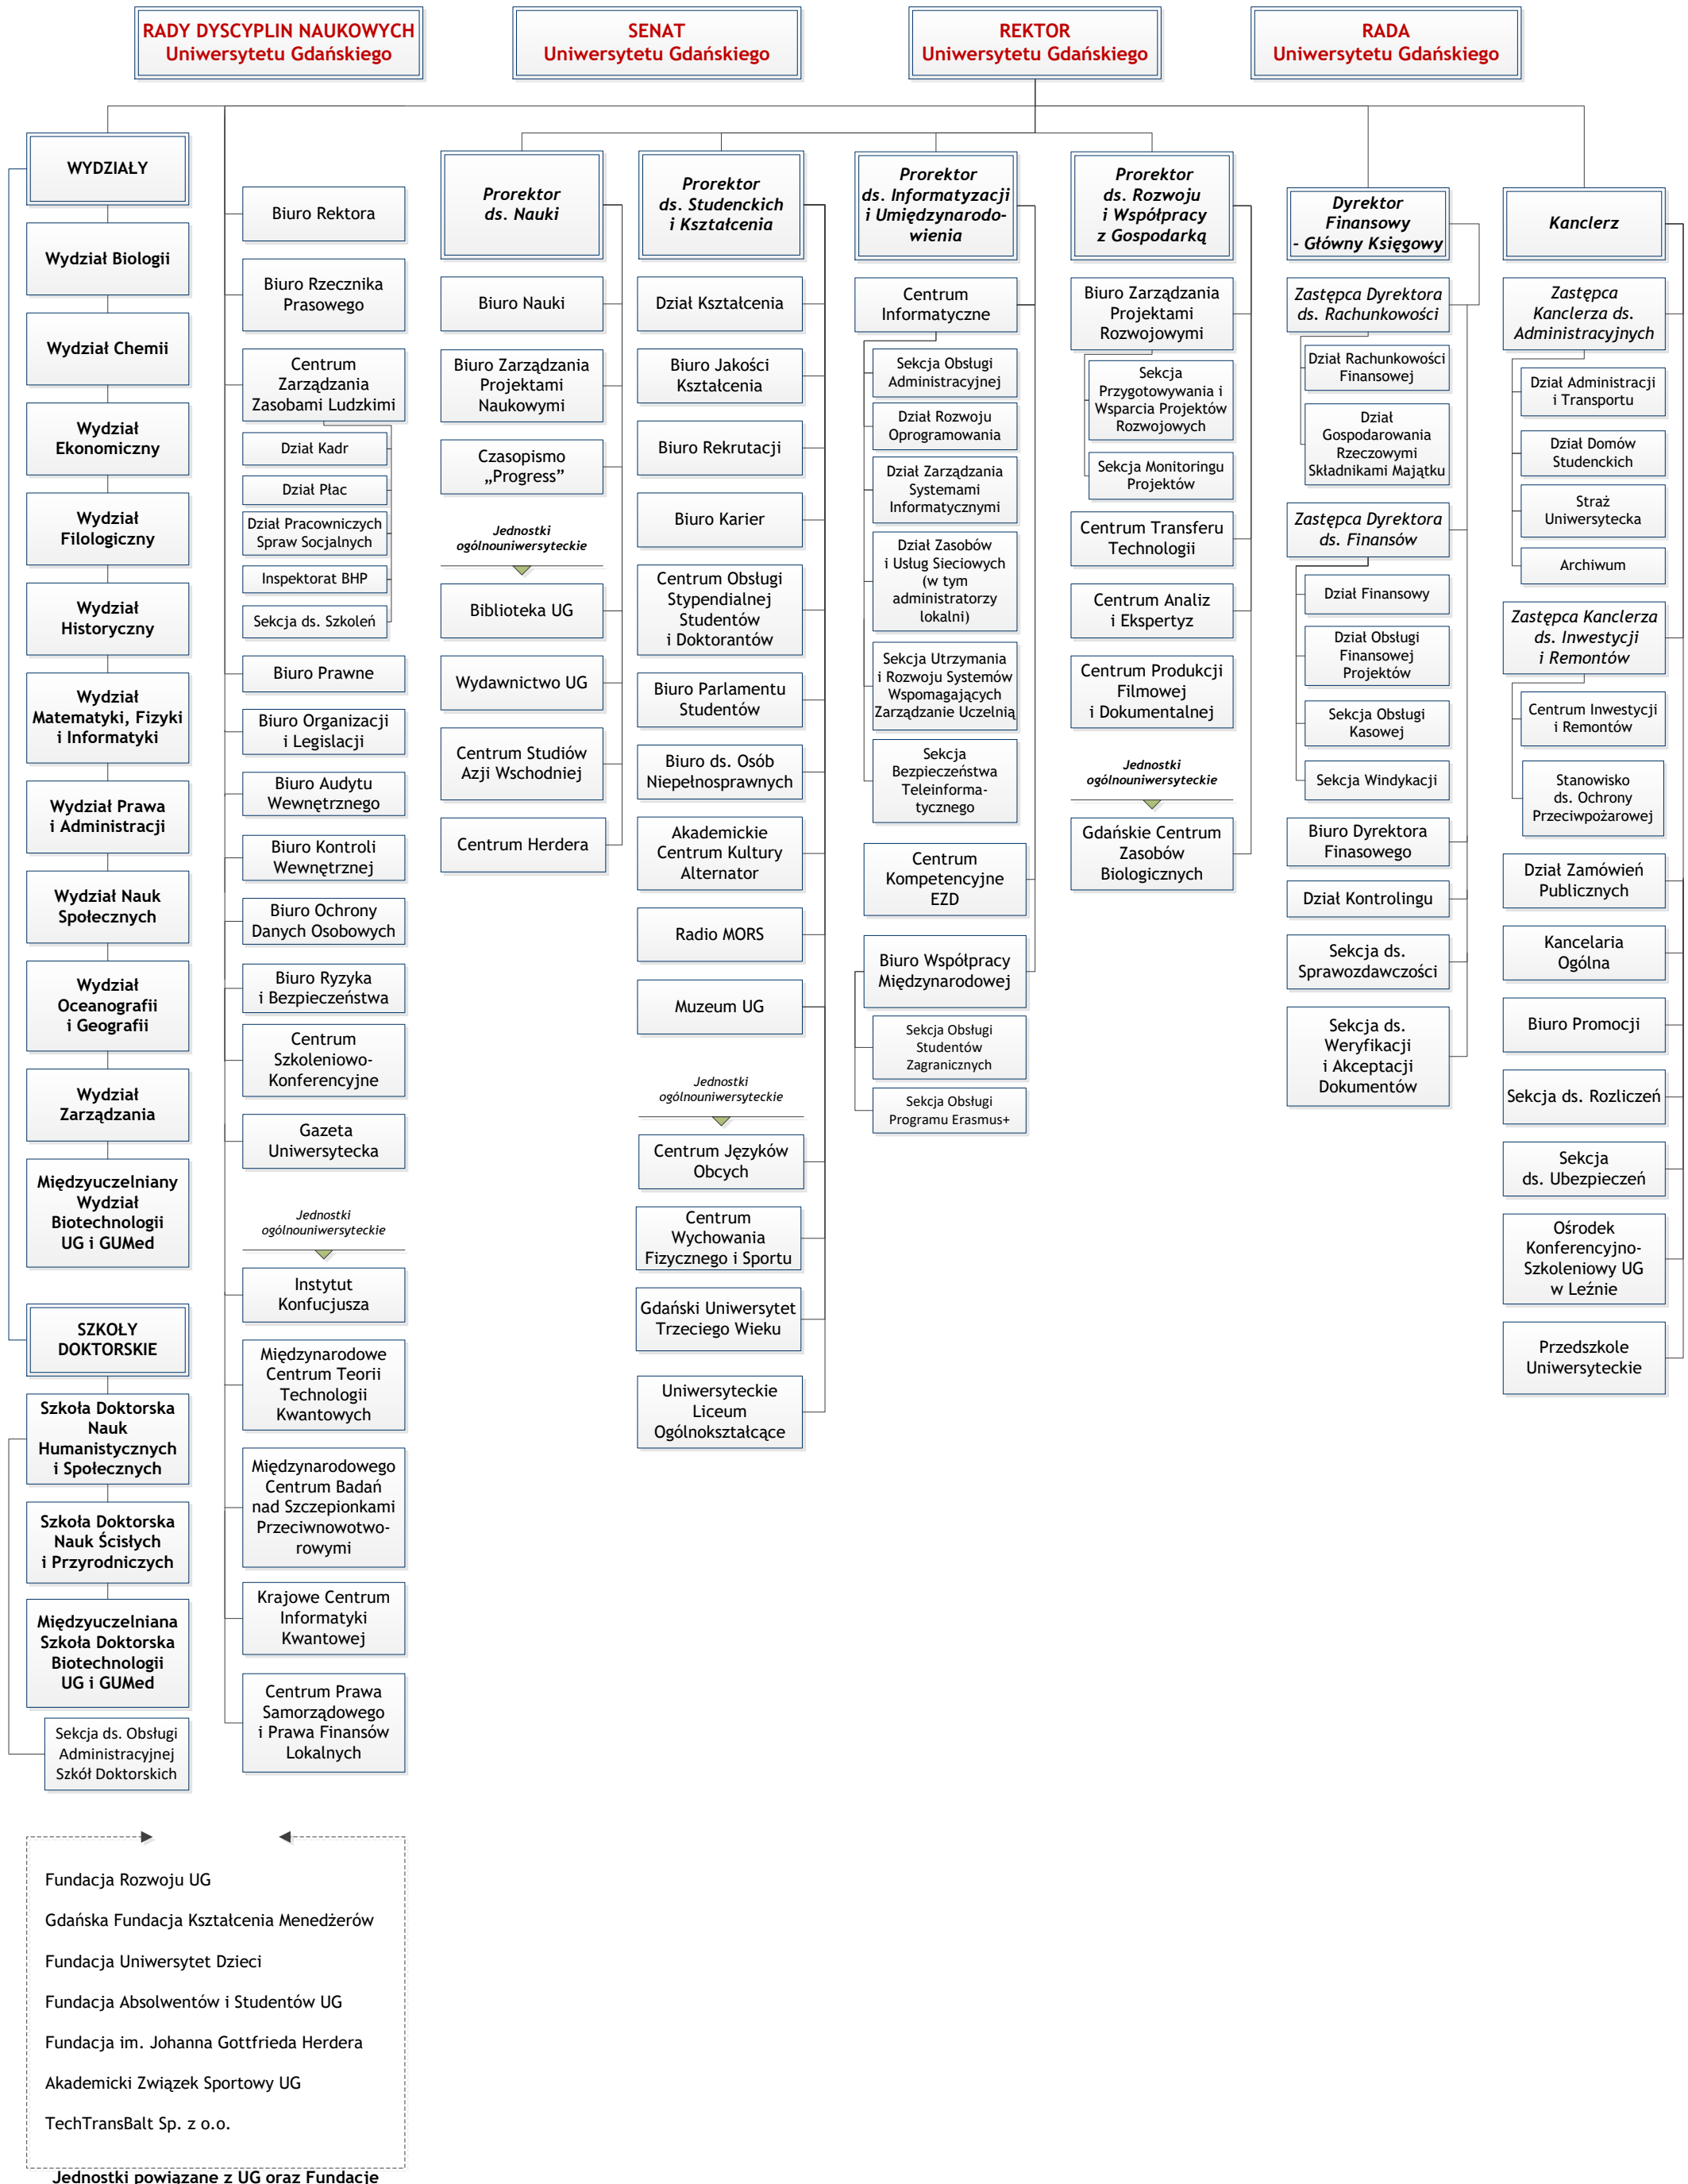 RADY DYSCYPLIN NAUKOWYCH
Uniwersytetu Gdańskiego
SENAT
Uniwersytetu Gdańskiego
REKTOR
Uniwersytetu Gdańskiego
RADA
Uniwersytetu Gdańskiego
WYDZIAŁY
Wydział Biologii
Wydział Chemii
Wydział
Ekonomiczny
Wydział
Filologiczny
Wydział
Historyczny
Wydział
Matematyki, Fizyki
i Informatyki
Wydział Prawa
i Administracji
Wydział Nauk
Społecznych
Wydział
Oceanografii
i Geografii
Wydział
Zarządzania
Międzyuczelniany
Wydział
Biotechnologii
UG i GUMed
SZKOŁY
DOKTORSKIE
Szkoła Doktorska
Nauk
Humanistycznych
i Społecznych
Szkoła Doktorska
Nauk Ścisłych
i Przyrodniczych
Międzyuczelniana
Szkoła Doktorska
Biotechnologii
UG i GUMed
Sekcja ds. Obsługi
Administracyjnej
Szkół Doktorskich
Biuro Rektora
Biuro Rzecznika
Prasowego
Centrum
Zarządzania
Zasobami Ludzkimi
Dział Kadr
Dział Płac
Dział Pracowniczych
Spraw Socjalnych
Inspektorat BHP
Sekcja ds. Szkoleń
Biuro Prawne
Biuro Organizacji
i Legislacji
Biuro Audytu
Wewnętrznego
Biuro Kontroli
Wewnętrznej
Biuro Ochrony
Danych Osobowych
Biuro Ryzyka
i Bezpieczeństwa
Centrum
Szkoleniowo-
Konferencyjne
Gazeta
Uniwersytecka
Jednostki
ogólnouniwersyteckie
Instytut
Konfucjusza
Międzynarodowe
Centrum Teorii
Technologii
Kwantowych
Międzynarodowego
Centrum Badań
nad Szczepionkami
Przeciwnowotwo-
rowymi
Krajowe Centrum
Informatyki
Kwantowej
Centrum Prawa
Samorządowego
i Prawa Finansów
Lokalnych
Prorektor
ds. Nauki
Biuro Nauki
Biuro Zarządzania
Projektami
Naukowymi
Czasopismo
„Progress”
Jednostki
ogólnouniwersyteckie
Biblioteka UG
Wydawnictwo UG
Centrum Studiów
Azji Wschodniej
Centrum Herdera
Prorektor
ds. Studenckich
i Kształcenia
Dział Kształcenia
Biuro Jakości
Kształcenia
Biuro Rekrutacji
Biuro Karier
Centrum Obsługi
Stypendialnej
Studentów
i Doktorantów
Biuro Parlamentu
Studentów
Biuro ds. Osób
Niepełnosprawnych
Akademickie
Centrum Kultury
Alternator
Radio MORS
Muzeum UG
Jednostki
ogólnouniwersyteckie
Centrum Języków
Obcych
Centrum
Wychowania
Fizycznego i Sportu
Gdański Uniwersytet
Trzeciego Wieku
Uniwersyteckie
Liceum
Ogólnokształcące
Prorektor
ds. Informatyzacji
i Umiędzynarodo-
wienia
Centrum
Informatyczne
Sekcja Obsługi
Administracyjnej
Dział Rozwoju
Oprogramowania
Dział Zarządzania
Systemami
Informatycznymi
Dział Zasobów
i Usług Sieciowych
(w tym
administratorzy
lokalni)
Sekcja Utrzymania
i Rozwoju Systemów
Wspomagających
Zarządzanie Uczelnią
Sekcja
Bezpieczeństwa
Teleinforma-
tycznego
Centrum
Kompetencyjne
EZD
Biuro Współpracy
Międzynarodowej
Sekcja Obsługi
Studentów
Zagranicznych
Sekcja Obsługi
Programu Erasmus+
Prorektor
ds. Rozwoju
i Współpracy
z Gospodarką
Biuro Zarządzania
Projektami
Rozwojowymi
Sekcja
Przygotowywania i
Wsparcia Projektów
Rozwojowych
Sekcja Monitoringu
Projektów
Centrum Transferu
Technologii
Centrum Analiz
i Ekspertyz
Centrum Produkcji
Filmowej
i Dokumentalnej
Jednostki
ogólnouniwersyteckie
Gdańskie Centrum
Zasobów
Biologicznych
Dyrektor
Finansowy
- Główny Księgowy
Zastępca Dyrektora
ds. Rachunkowości
Dział Rachunkowości
Finansowej
Dział
Gospodarowania
Rzeczowymi
Składnikami Majątku
Zastępca Dyrektora
ds. Finansów
Dział Finansowy
Dział Obsługi
Finansowej
Projektów
Sekcja Obsługi
Kasowej
Sekcja Windykacji
Biuro Dyrektora
Finasowego
Dział Kontrolingu
Sekcja ds.
Sprawozdawczości
Sekcja ds.
Weryfikacji
i Akceptacji
Dokumentów
Kanclerz
Zastępca
Kanclerza ds.
Administracyjnych
Dział Administracji
i Transportu
Dział Domów
Studenckich
Straż
Uniwersytecka
Archiwum
Zastępca Kanclerza
ds. Inwestycji
i Remontów
Centrum Inwestycji
i Remontów
Stanowisko
ds. Ochrony
Przeciwpożarowej
Dział Zamówień
Publicznych
Kancelaria
Ogólna
Biuro Promocji
Sekcja ds. Rozliczeń
Sekcja
ds. Ubezpieczeń
Ośrodek
Konferencyjno-
Szkoleniowy UG
w Leźnie
Przedszkole
Uniwersyteckie
Fundacja Rozwoju UG
Gdańska Fundacja Kształcenia Menedżerów
Fundacja Uniwersytet Dzieci
Fundacja Absolwentów i Studentów UG
Fundacja im. Johanna Gottfrieda Herdera
Akademicki Związek Sportowy UG
TechTransBalt Sp. z o.o.
Jednostki powiązane z UG oraz Fundacje